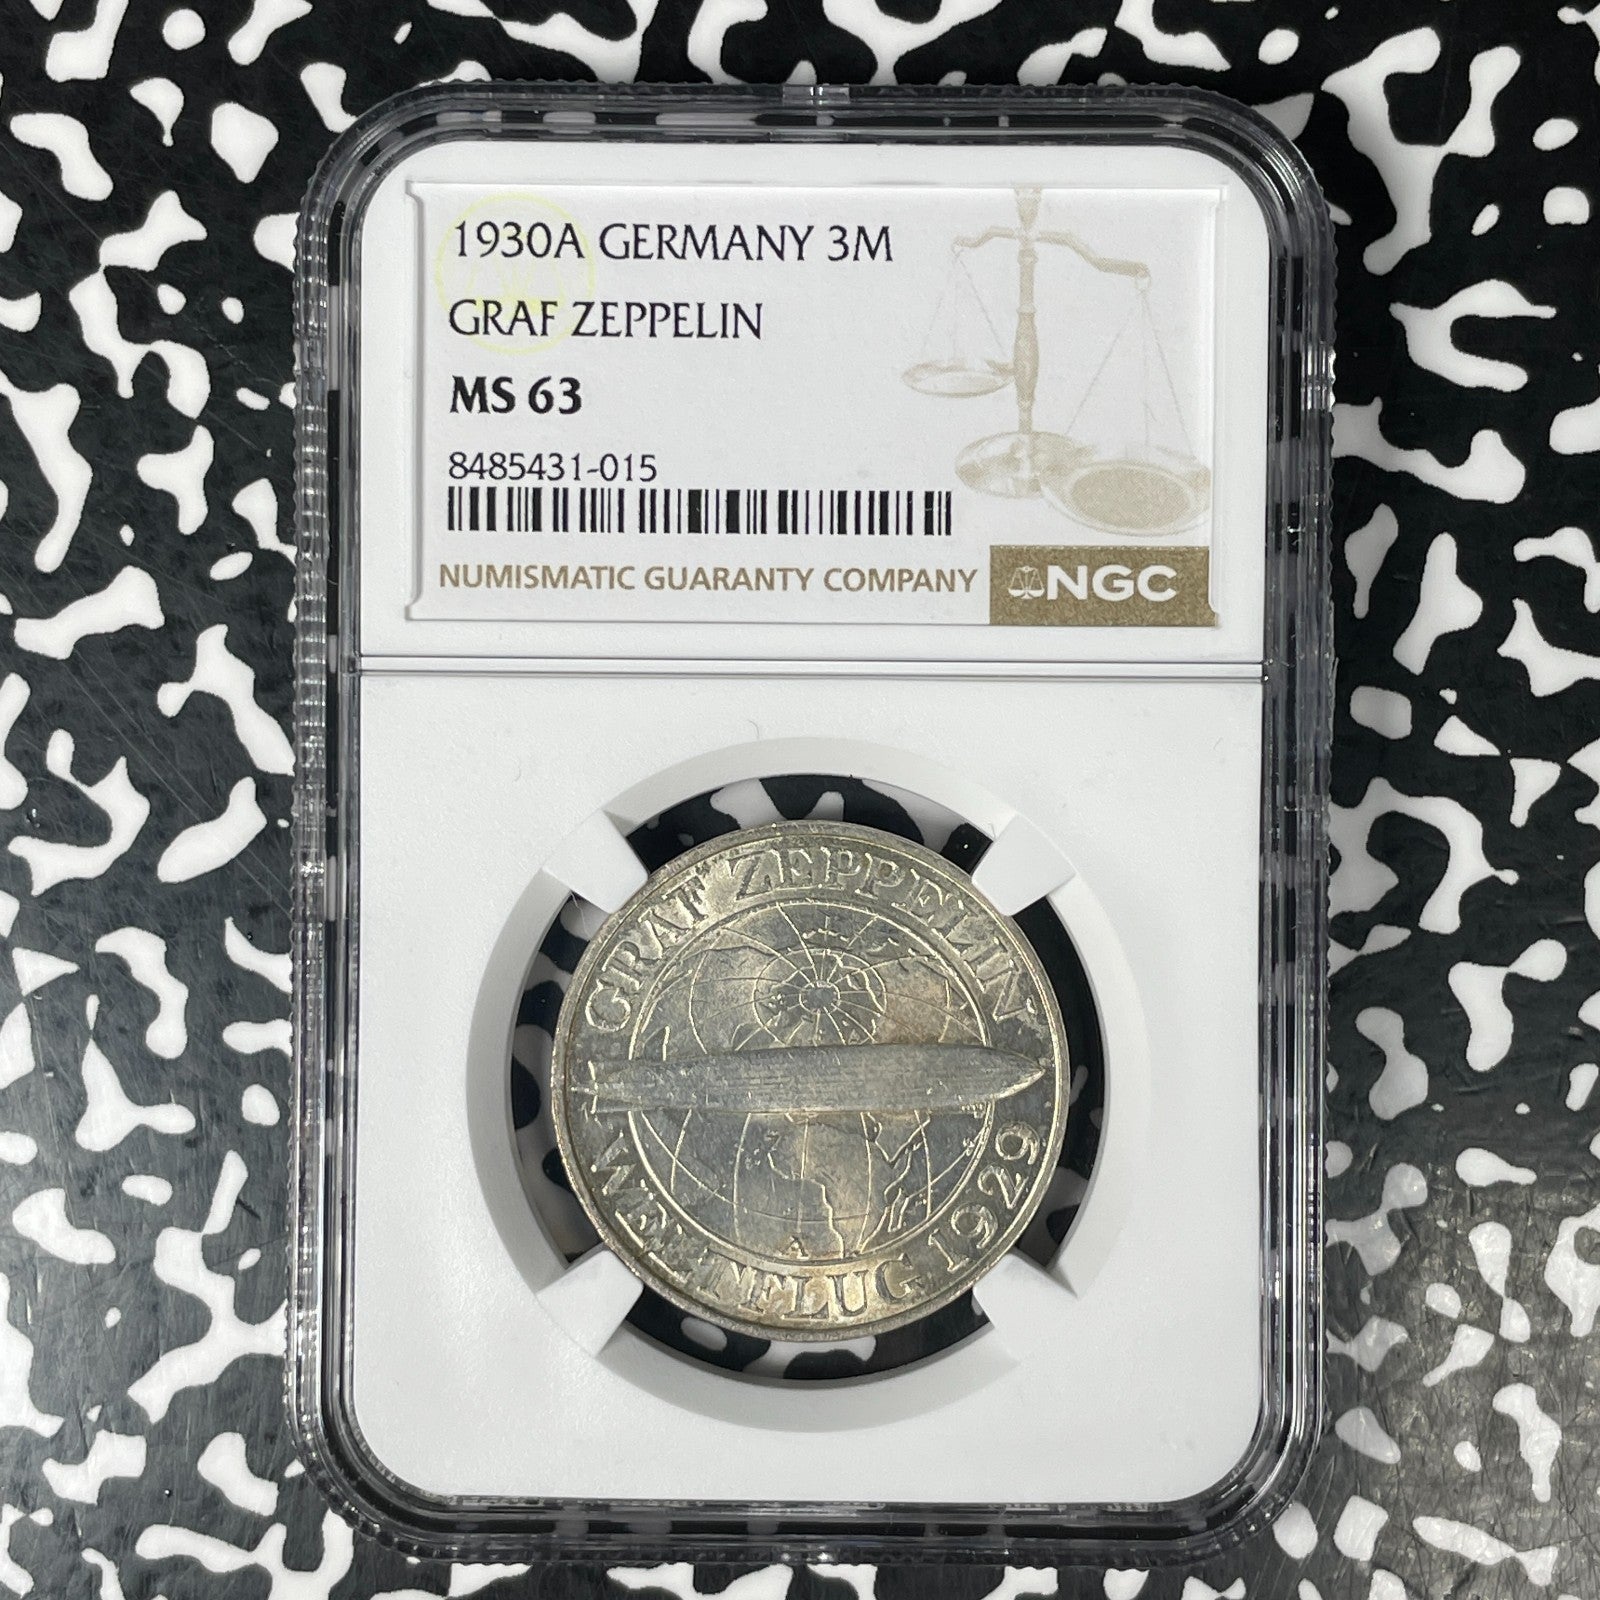 1930A GERMANY 3M
GRAF ZEPPELIN
MS 63
8485431-015
NUMISMATIC GUARANTY COMPANY NGC
GRAF ZEPPELIN
A
WELTFLUG 1929